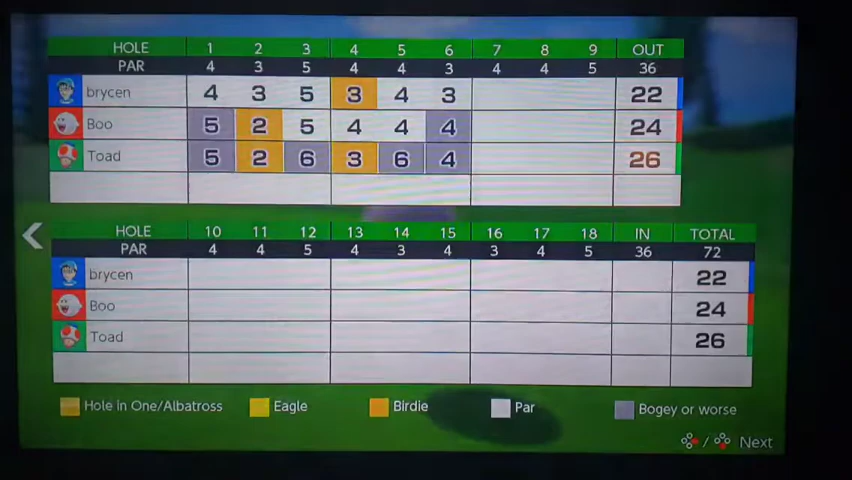 HOLE 1 2 3 4 5 6 7 8 9 OUT
PAR 4 3 5 4 4 3 4 4 5 36
brycen 4 3 5 3 4 3 22
Boo 5 2 5 4 4 4 24
Toad 5 2 6 3 6 4 26
HOLE 10 11 12 13 14 15 16 17 18 IN TOTAL
PAR 4 4 5 4 3 4 3 4 5 36 72
brycen 22
Boo 24
Toad 26
Hole in One/Albatross Eagle Birdie Par Bogey or worse
/ Next